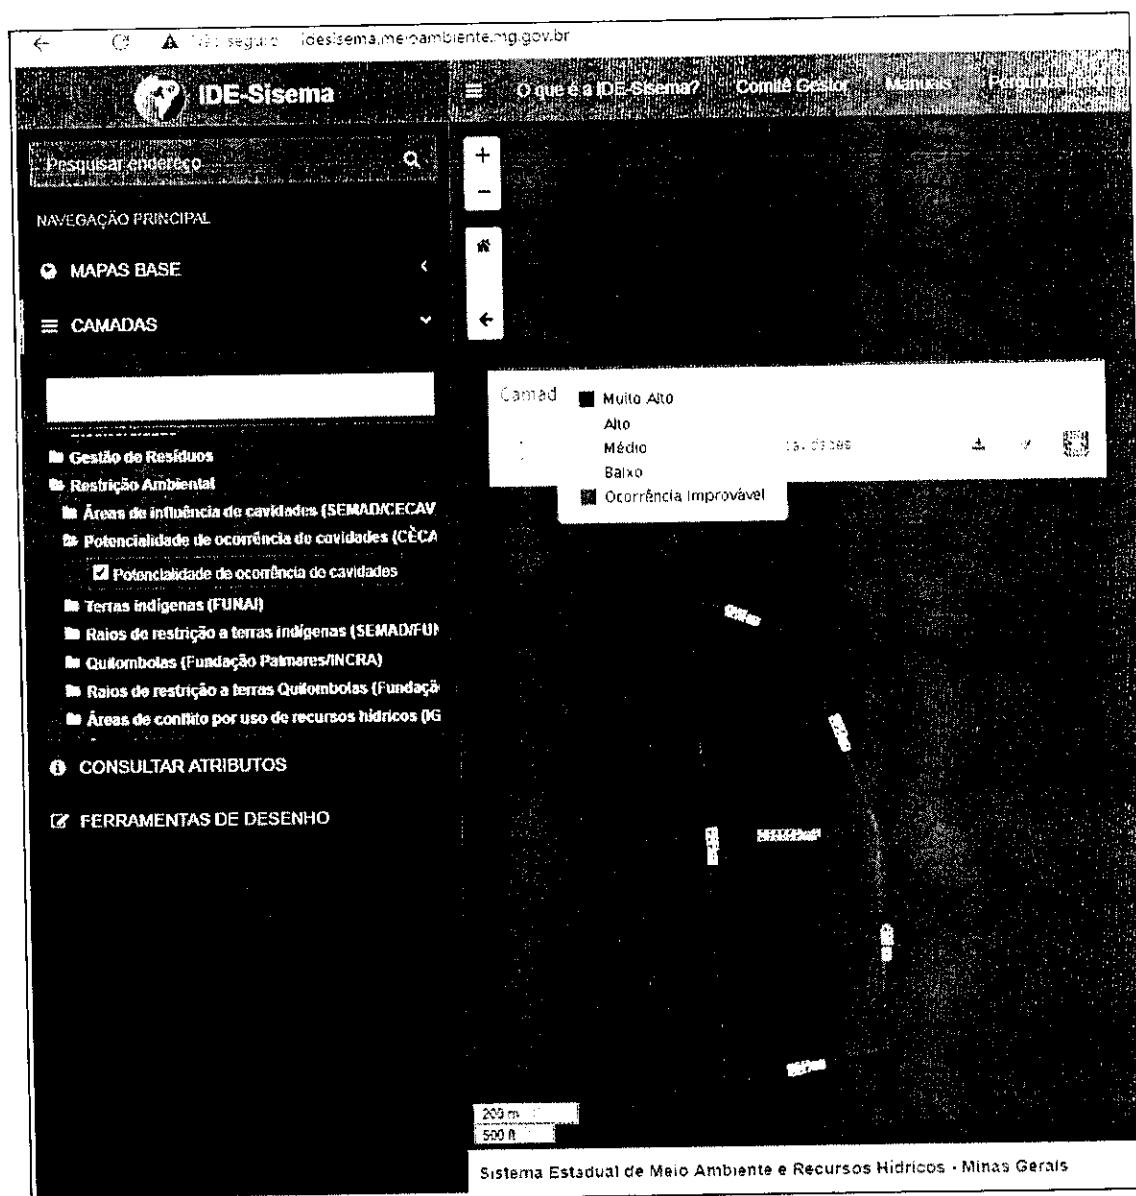 Não seguro idesisema.meioambiente.mg.gov.br
IDE-Sisema
O que é a IDE-Sisema? Comitê Gestor Manuais Perguntas
Pesquisar endereço
+
−
NAVEGAÇÃO PRINCIPAL
MAPAS BASE
CAMADAS
Camad
Muito Alto
Alto
Médio
cavidades
Baixo
Ocorrência Improvável
Gestão de Resíduos
Restrição Ambiental
Áreas de influência de cavidades (SEMAD/CECAV
Potencialidade de ocorrência de cavidades (CECA
Potencialidade de ocorrência de cavidades
Terras indígenas (FUNAI)
Raios de restrição a terras indígenas (SEMAD/FUN
Quilombolas (Fundação Palmares/INCRA)
Raios de restrição a terras Quilombolas (Fundaçã
Áreas de conflito por uso de recursos hídricos (IG
CONSULTAR ATRIBUTOS
FERRAMENTAS DE DESENHO
200 m
500 ft
Sistema Estadual de Meio Ambiente e Recursos Hídricos - Minas Gerais